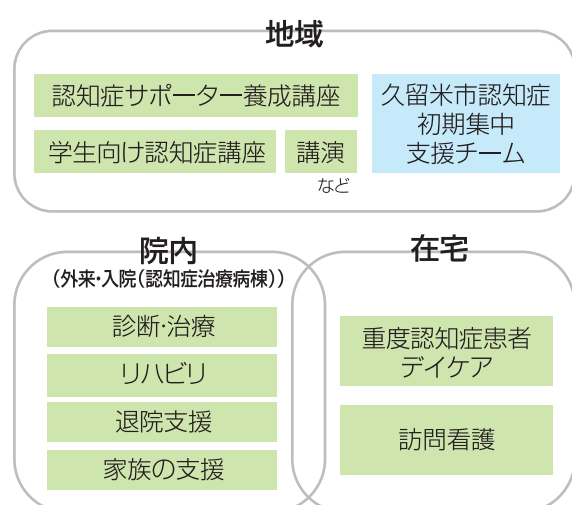 地域
認知症サポーター養成講座
学生向け認知症講座
講演
など
久留米市認知症
初期集中
支援チーム
院内
（外来・入院（認知症治療病棟））
診断・治療
リハビリ
退院支援
家族の支援
在宅
重度認知症患者
デイケア
訪問看護